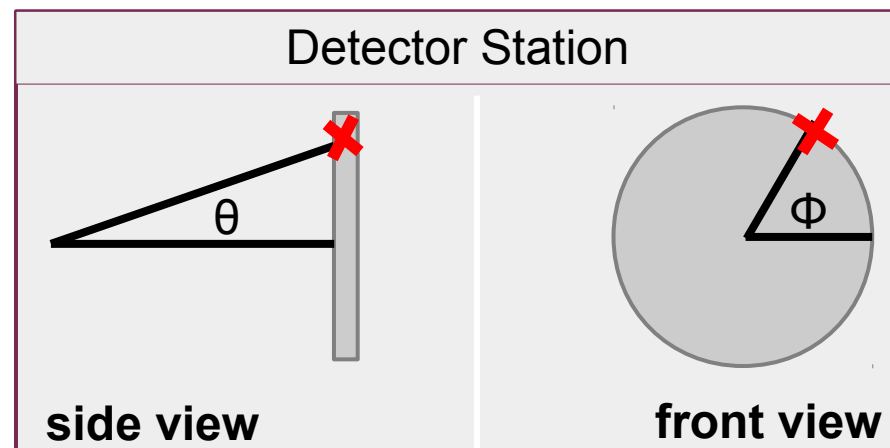 Detector Station
θ
Φ
side view
front view